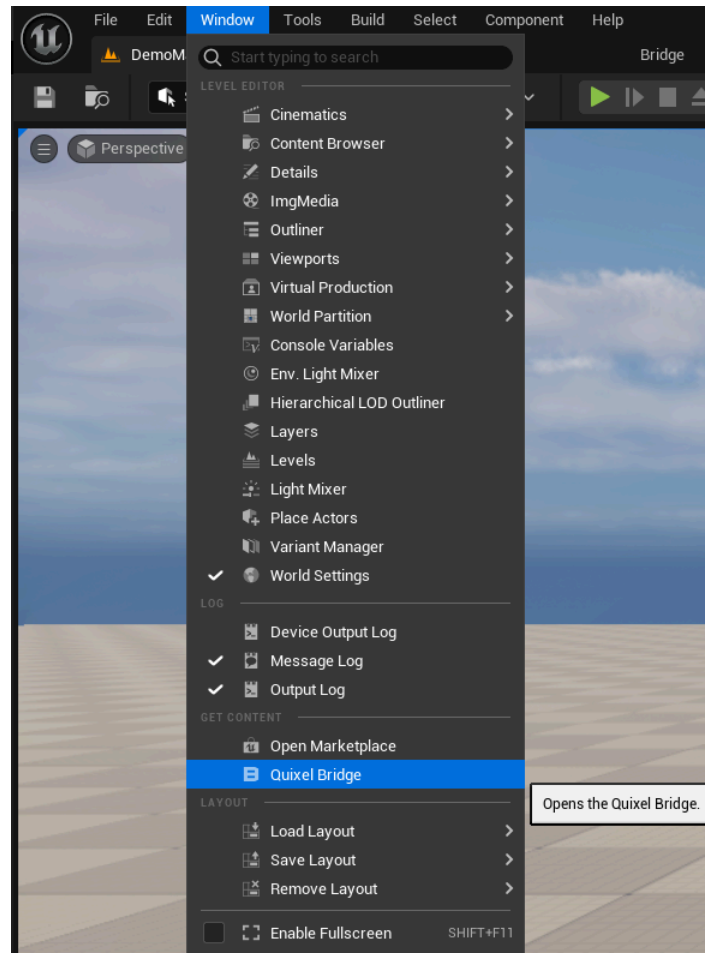 File Edit Window Tools Build Select Component Help
DemoM
Bridge
Start typing to search
LEVEL EDITOR
Perspective
Cinematics
Content Browser
Details
ImgMedia
Outliner
Viewports
Virtual Production
World Partition
Console Variables
Env. Light Mixer
Hierarchical LOD Outliner
Layers
Levels
Light Mixer
Place Actors
Variant Manager
World Settings
LOG
Device Output Log
Message Log
Output Log
GET CONTENT
Open Marketplace
Quixel Bridge
Opens the Quixel Bridge.
LAYOUT
Load Layout
Save Layout
Remove Layout
Enable Fullscreen SHIFT+F11